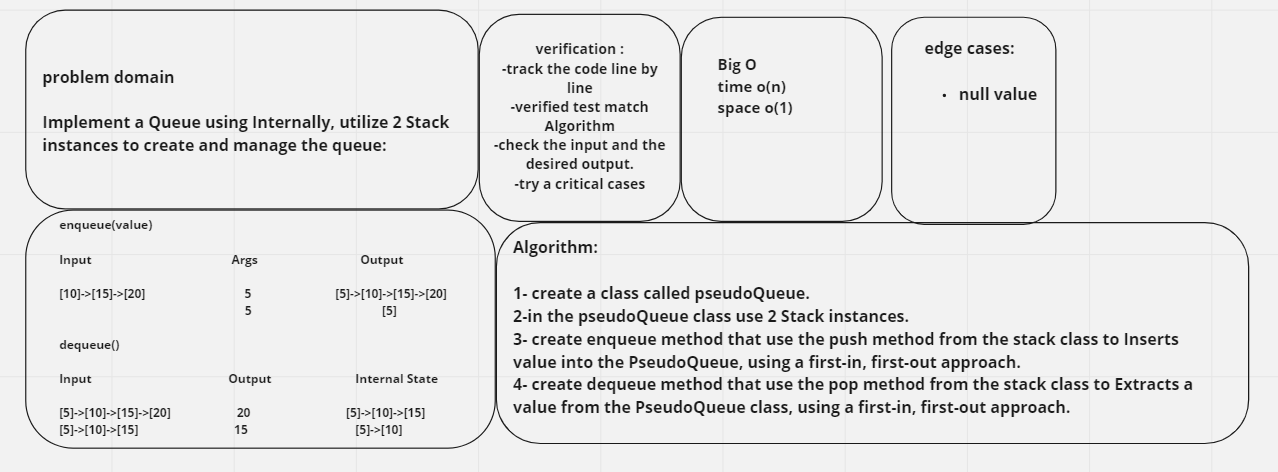 problem domain
Implement a Queue using Internally, utilize 2 Stack
instances to create and manage the queue:
verification :
-track the code line by
line
-verified test match
Algorithm
-check the input and the
desired output.
-try a critical cases
Big O
time o(n)
space o(1)
edge cases:
• null value
enqueue(value)
Input Args Output
[10]->[15]->[20] 5 [5]->[10]->[15]->[20]
5 [5]
dequeue()
Input Output Internal State
[5]->[10]->[15]->[20] 20 [5]->[10]->[15]
[5]->[10]->[15] 15 [5]->[10]
Algorithm:
1- create a class called pseudoQueue.
2-in the pseudoQueue class use 2 Stack instances.
3- create enqueue method that use the push method from the stack class to Inserts
value into the PseudoQueue, using a first-in, first-out approach.
4- create dequeue method that use the pop method from the stack class to Extracts a
value from the PseudoQueue class, using a first-in, first-out approach.